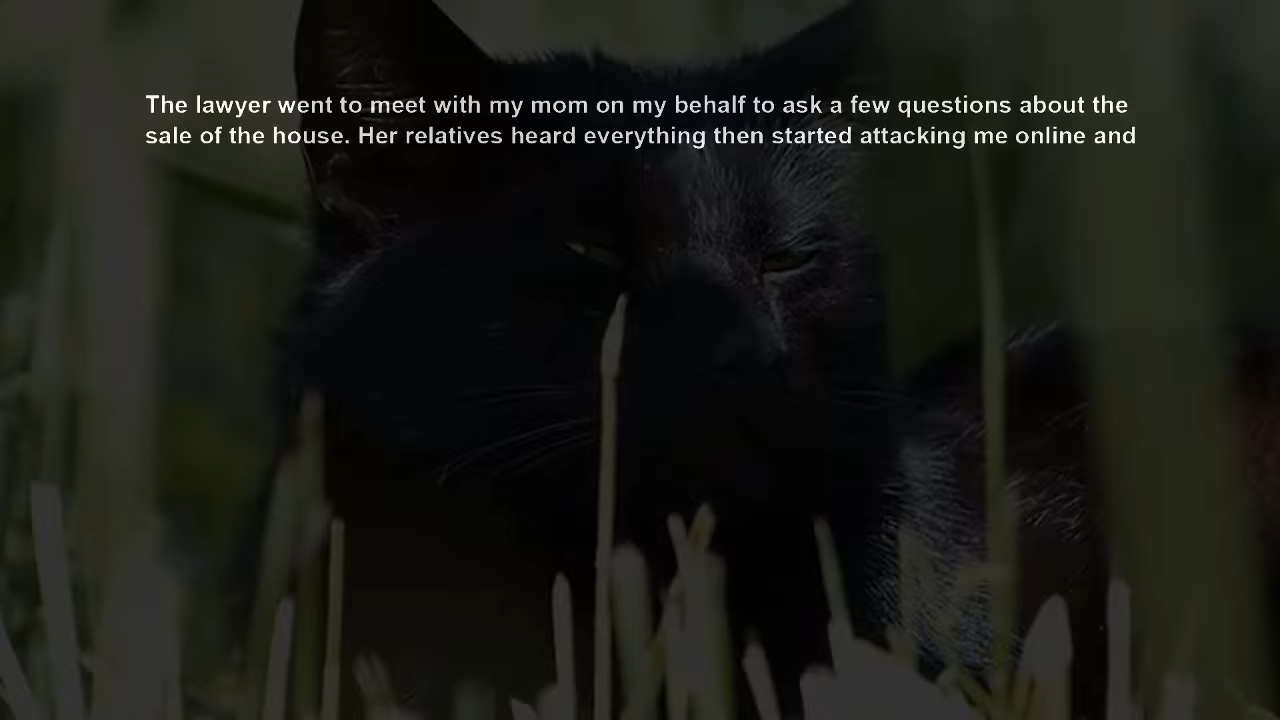 The lawyer went to meet with my mom on my behalf to ask a few questions about the
sale of the house. Her relatives heard everything then started attacking me online and